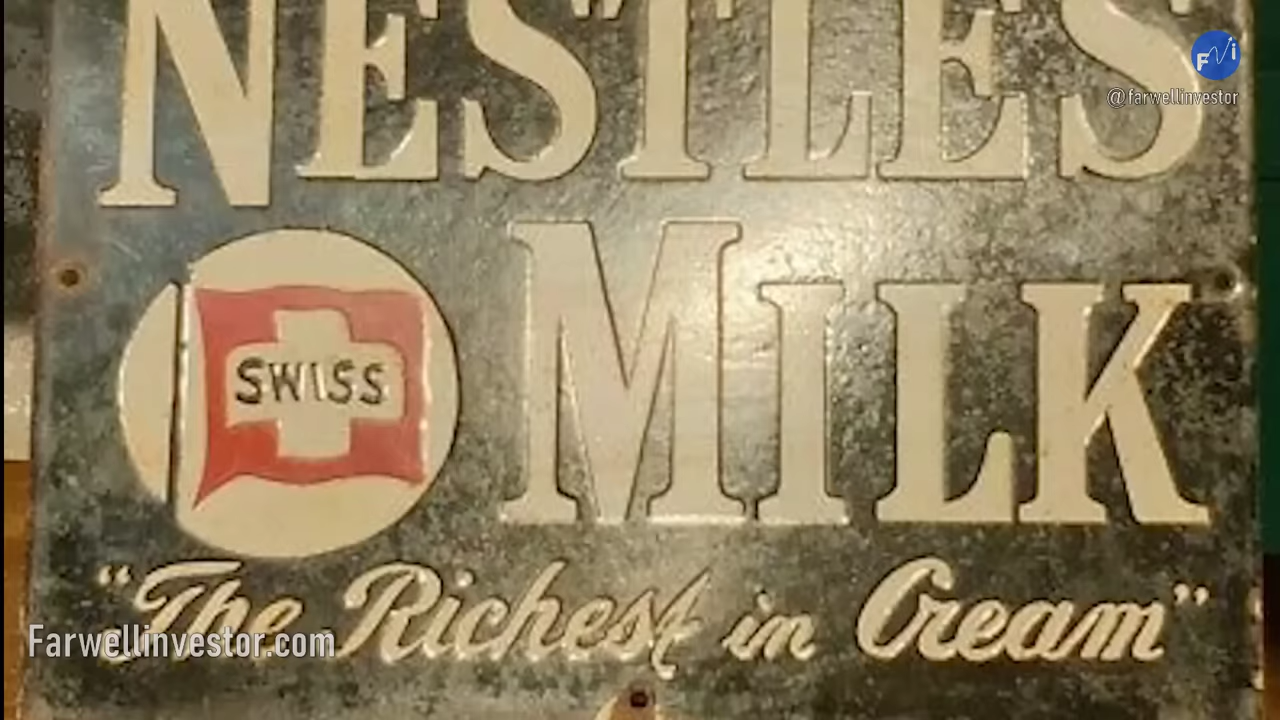 NESTLES
@farwellinvestor
SWISS
MILK
"The Richest in Cream"
Farwellinvestor.com